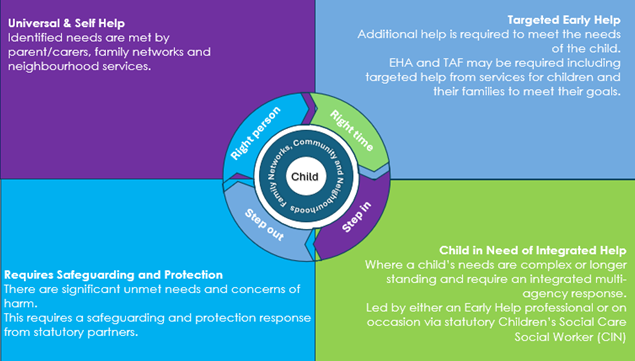 Universal & Self Help
Identified needs are met by
parent/carers, family networks and
neighbourhood services.
Targeted Early Help
Additional help is required to meet the needs
of the child.
EHA and TAF may be required including
targeted help from services for children and
their families to meet their goals.
Right person
Right time
Family Networks, Community and Neighbourhoods
Child
Step out
Step in
Requires Safeguarding and Protection
There are significant unmet needs and concerns of
harm.
This requires a safeguarding and protection response
from statutory partners.
Child in Need of Integrated Help
Where a child's needs are complex or longer
standing and require an integrated multi-
agency response.
Led by either an Early Help professional or on
occasion via statutory Children's Social Care
Social Worker (CIN)